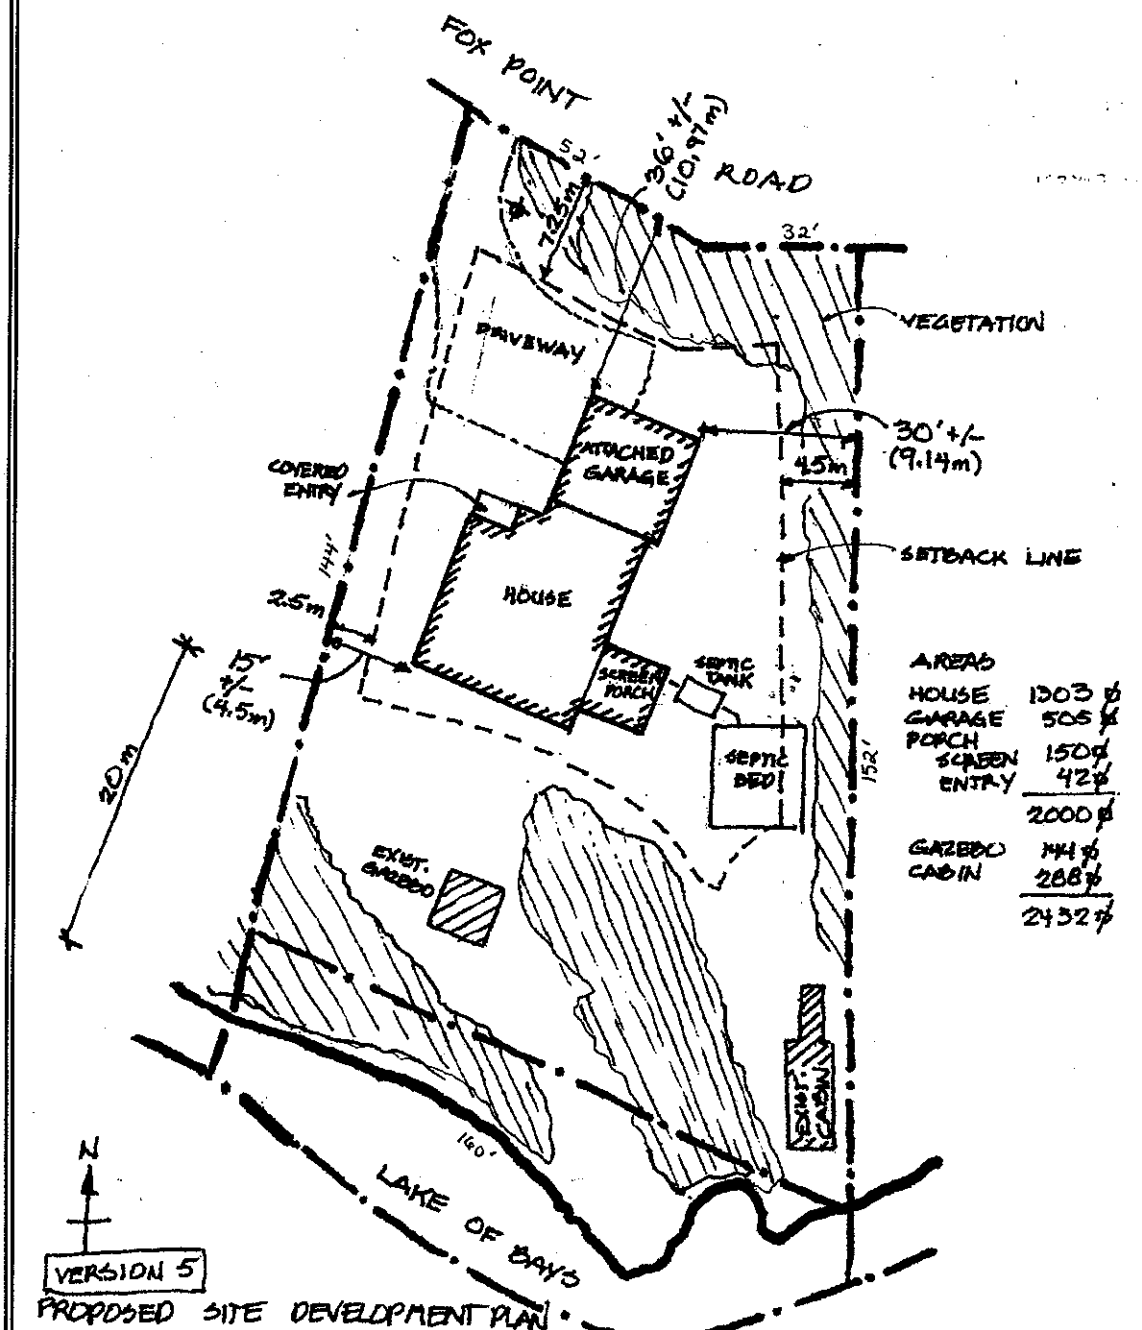 FOX POINT
ROAD
52'
36' +/-
(10.97m)
7.25m
32'
VEGETATION
DRIVEWAY
30' +/-
(9.14m)
4.5m
ATTACHED
GARAGE
COVERED
ENTRY
144'
SETBACK LINE
HOUSE
2.5m
15'
+/-
(4.5m)
SCREEN
PORCH
SEPTIC
TANK
SEPTIC
BED
152'
20m
AREAS
HOUSE 1303 ⌀
GARAGE 505 ⌀
PORCH
SCREEN 150⌀
ENTRY 42⌀
2000⌀
GAZEBO 144⌀
CABIN 288⌀
2432⌀
EXIST.
GAZEBO
EXIST.
CABIN
160'
LAKE OF BAYS
N
VERSION 5
PROPOSED SITE DEVELOPMENT PLAN